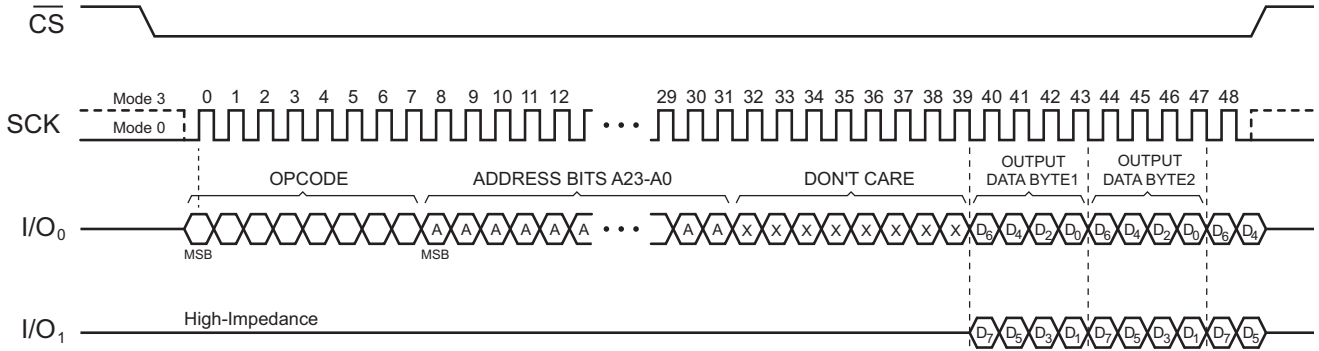 CS
Mode 3 0 1 2 3 4 5 6 7 8 9 10 11 12 29 30 31 32 33 34 35 36 37 38 39 40 41 42 43 44 45 46 47 48
SCK Mode 0
OPCODE ADDRESS BITS A23-A0 DON'T CARE OUTPUT DATA BYTE1 OUTPUT DATA BYTE2
I/O0 A A A A A A A A X X X X X X X X D6 D4 D2 D0 D6 D4 D2 D0 D6 D4
MSB MSB
High-Impedance
I/O1 D7 D5 D3 D1 D7 D5 D3 D1 D7 D5